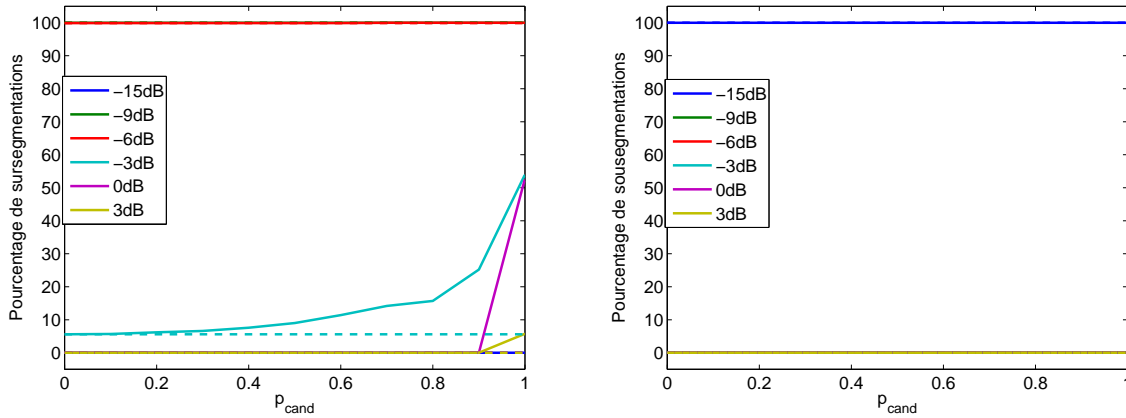 Pourcentage de sursegmentations
100
90
80
70
60
50
40
30
20
10
0
−15dB
−9dB
−6dB
−3dB
0dB
3dB
0
0.2
0.4
0.6
0.8
1
p_cand
Pourcentage de sousegmentations
100
90
80
70
60
50
40
30
20
10
0
−15dB
−9dB
−6dB
−3dB
0dB
3dB
0
0.2
0.4
0.6
0.8
1
p_cand